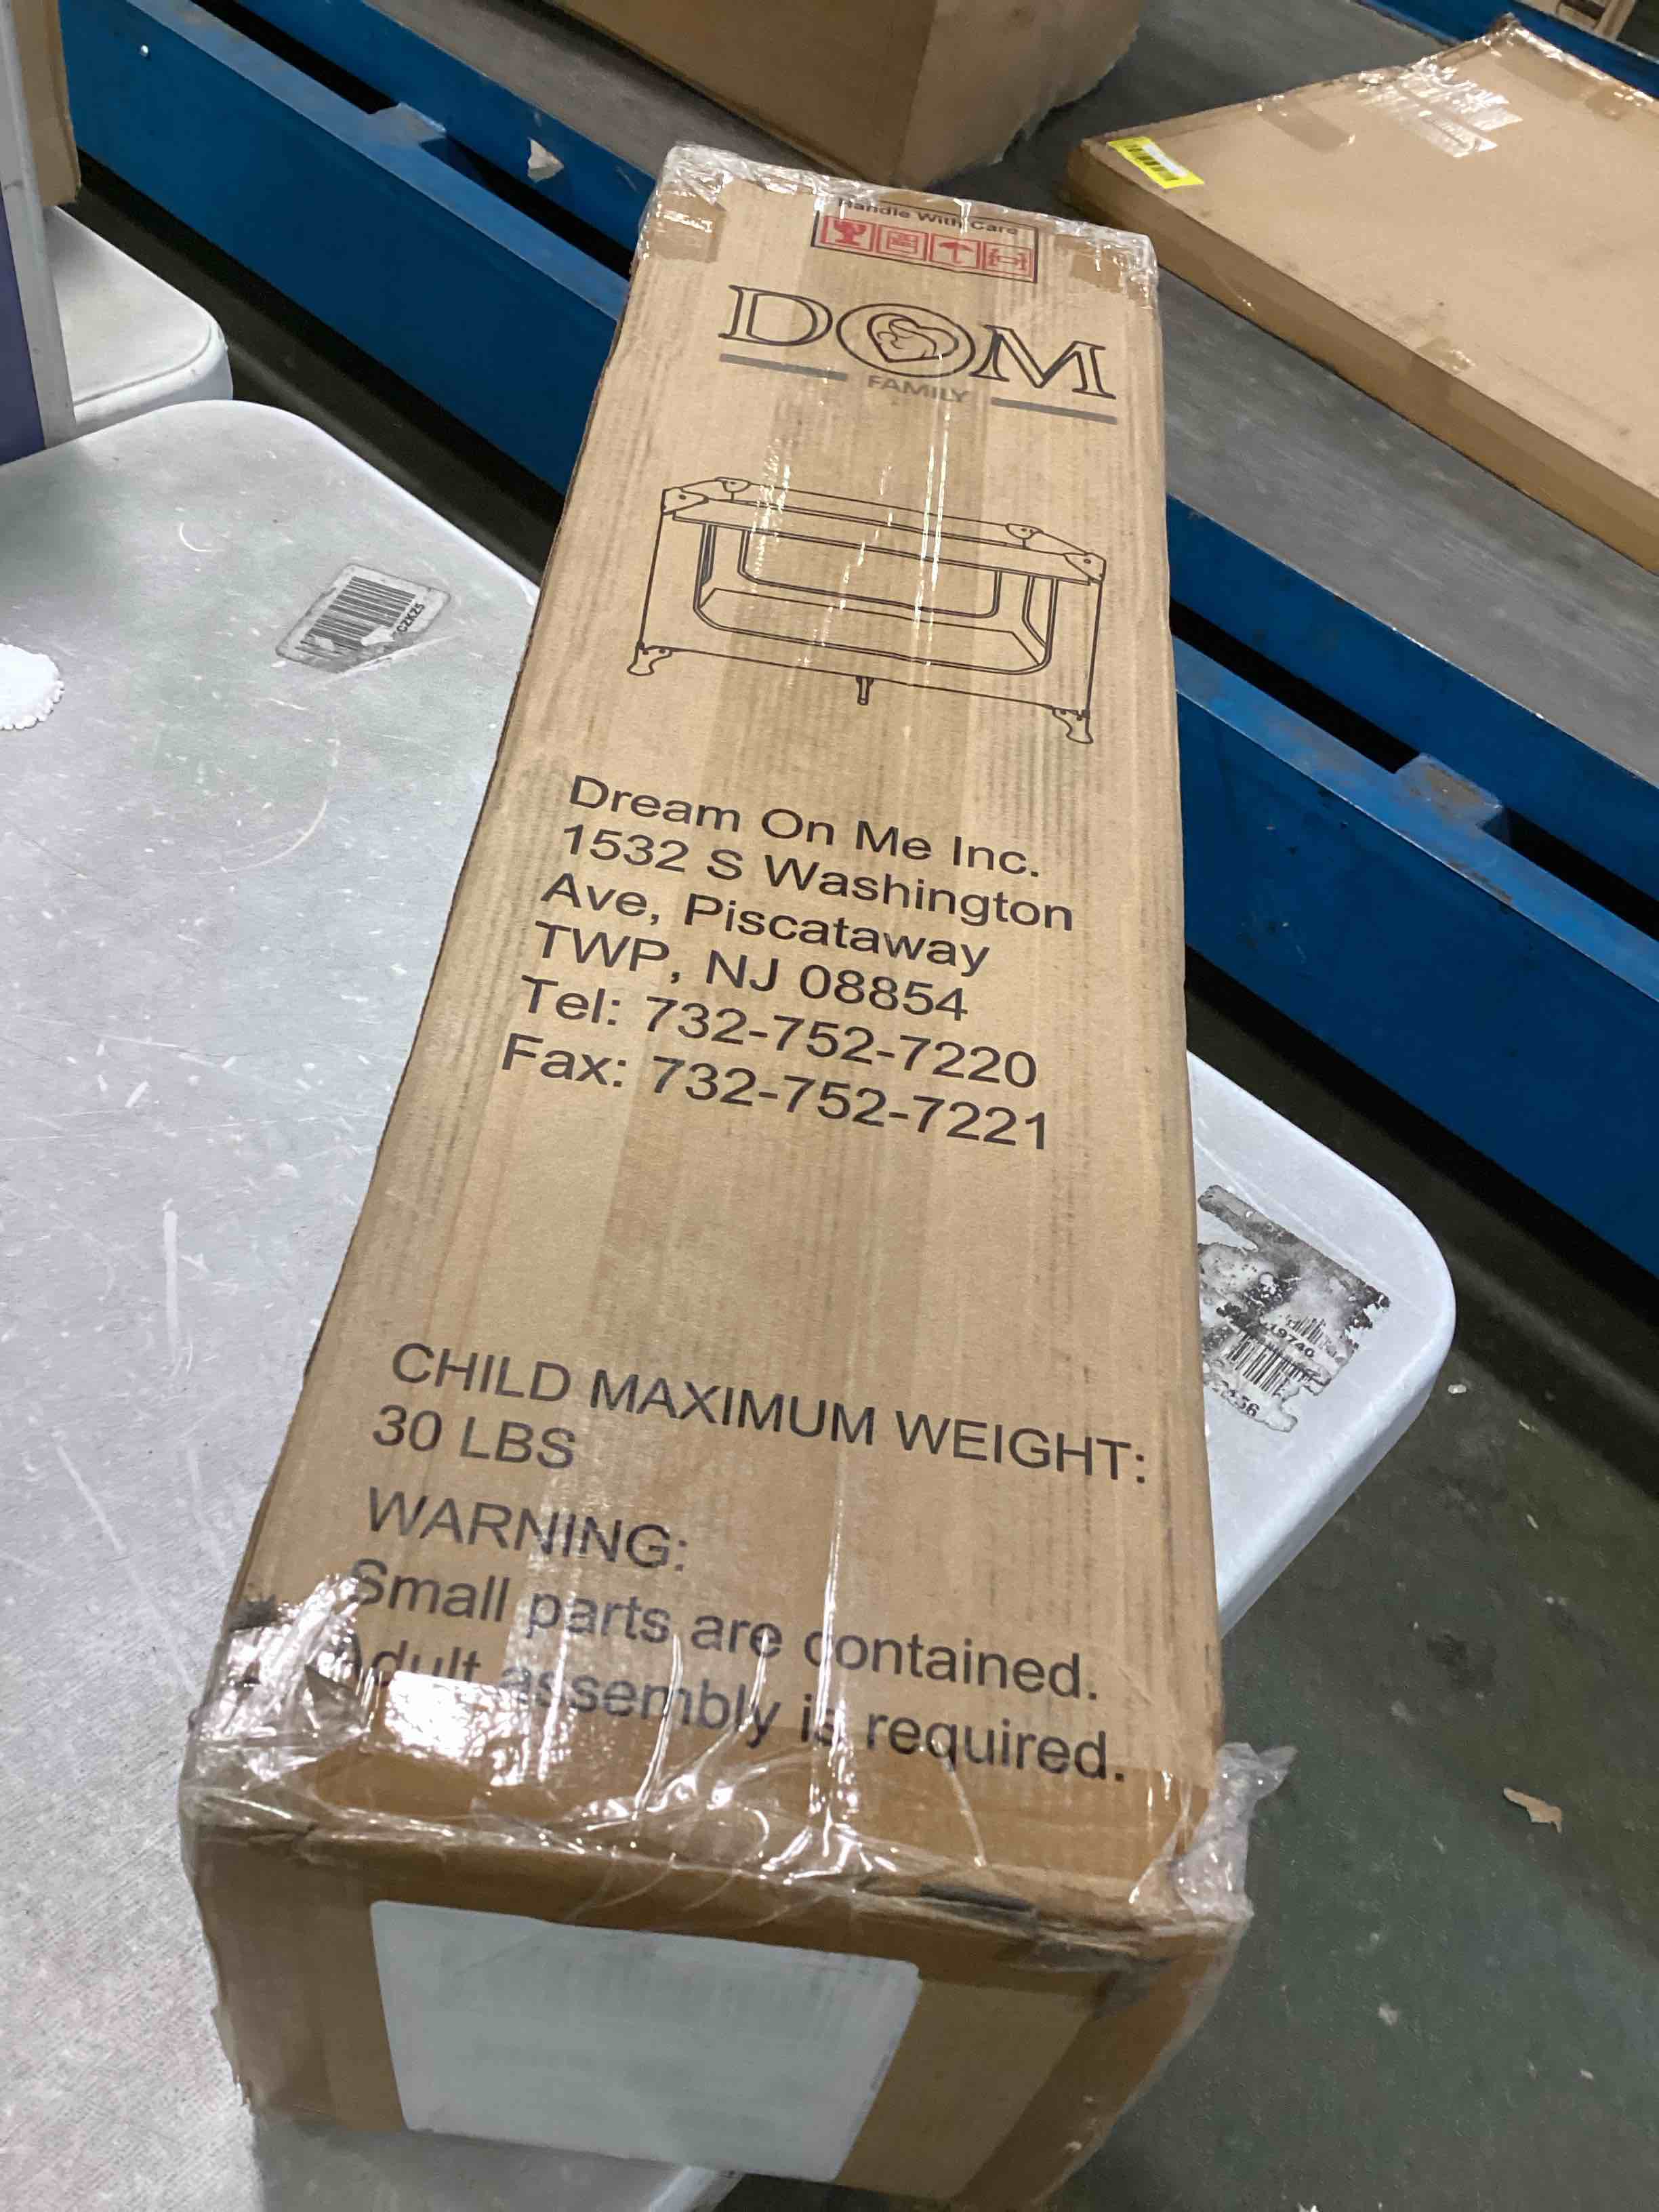 Handle With Care
DOM
FAMILY
Dream On Me Inc.
1532 S Washington
Ave, Piscataway
TWP, NJ 08854
Tel: 732-752-7220
Fax: 732-752-7221
CHILD MAXIMUM WEIGHT:
30 LBS
WARNING:
Small parts are contained.
Adult assembly is required.
CZKZ5
19740